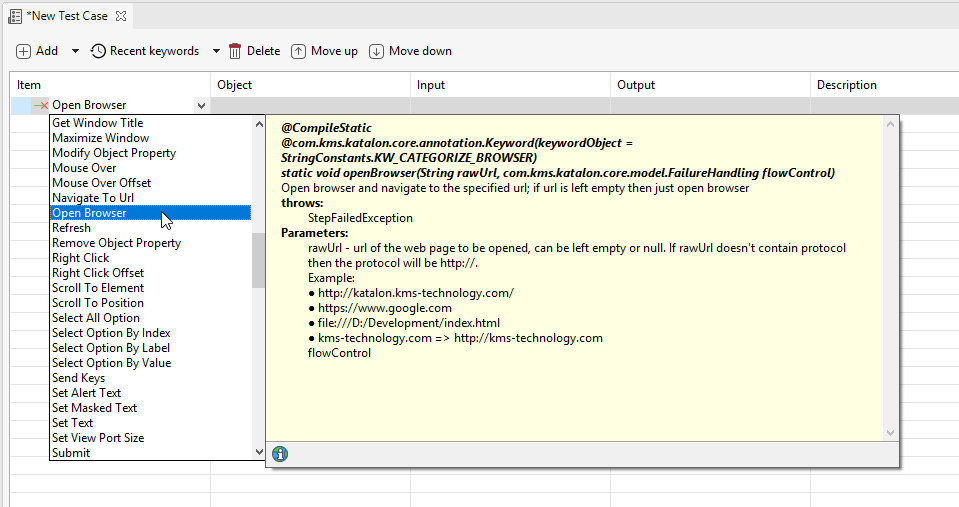 *New Test Case
Add Recent keywords Delete Move up Move down
Item Object Input Output Description
Open Browser
Get Window Title
Maximize Window
Modify Object Property
Mouse Over
Mouse Over Offset
Navigate To Url
Open Browser
Refresh
Remove Object Property
Right Click
Right Click Offset
Scroll To Element
Scroll To Position
Select All Option
Select Option By Index
Select Option By Label
Select Option By Value
Send Keys
Set Alert Text
Set Masked Text
Set Text
Set View Port Size
Submit
@CompileStatic
@com.kms.katalon.core.annotation.Keyword(keywordObject =
StringConstants.KW_CATEGORIZE_BROWSER)
static void openBrowser(String rawUrl, com.kms.katalon.core.model.FailureHandling flowControl)
Open browser and navigate to the specified url; if url is left empty then just open browser
throws:
StepFailedException
Parameters:
rawUrl - url of the web page to be opened, can be left empty or null. If rawUrl doesn't contain protocol
then the protocol will be http://.
Example:
● http://katalon.kms-technology.com/
● https://www.google.com
● file:///D:/Development/index.html
● kms-technology.com => http://kms-technology.com
flowControl